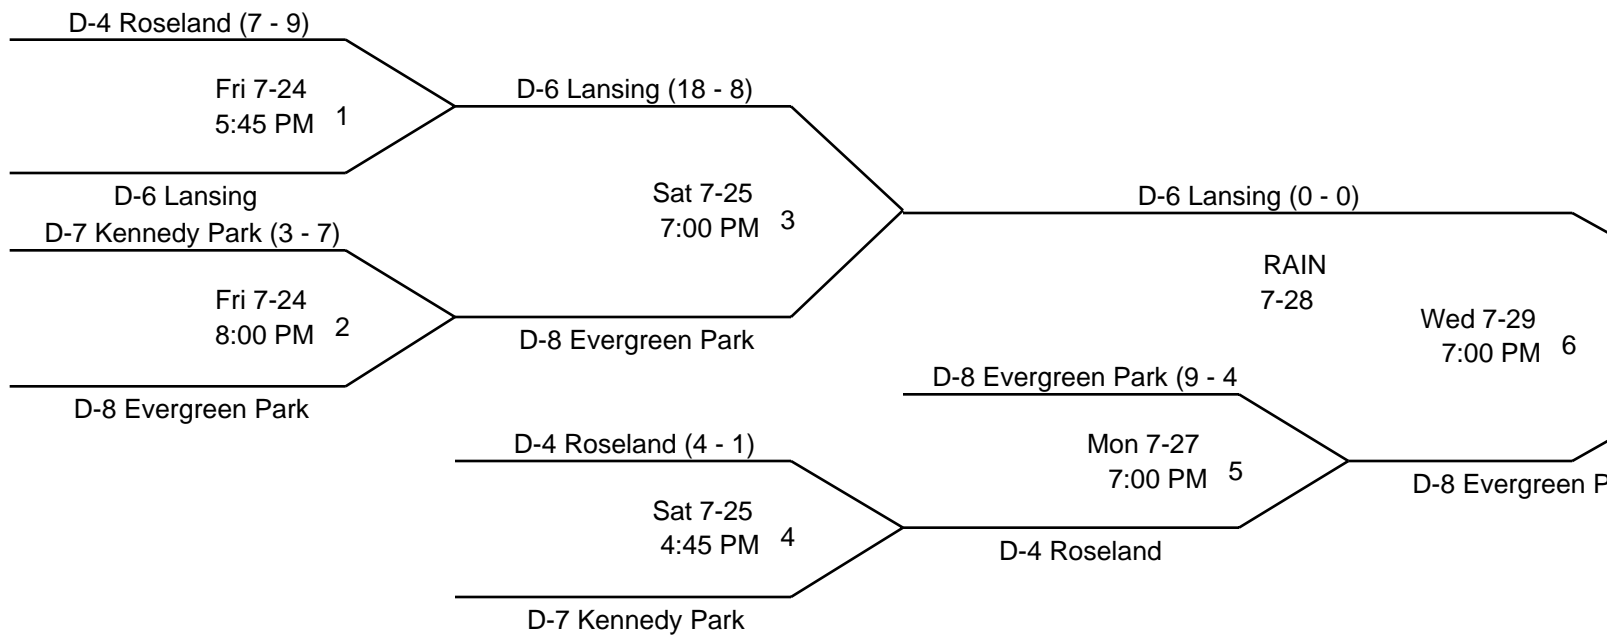 D-4 Roseland (7 - 9)
Fri 7-24
5:45 PM
1
D-6 Lansing
D-7 Kennedy Park (3 - 7)
Fri 7-24
8:00 PM
2
D-8 Evergreen Park
D-6 Lansing (18 - 8)
Sat 7-25
7:00 PM
3
D-8 Evergreen Park
D-4 Roseland (4 - 1)
Sat 7-25
4:45 PM
4
D-7 Kennedy Park
D-6 Lansing (0 - 0)
RAIN
7-28
Wed 7-29
7:00 PM
6
D-8 Evergreen Park (9 - 4
Mon 7-27
7:00 PM
5
D-4 Roseland
D-8 Evergreen P